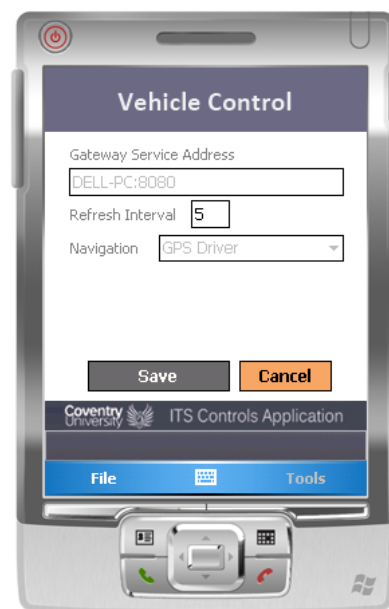 Vehicle Control
Gateway Service Address
DELL-PC:8080
Refresh Interval 5
Navigation GPS Driver
Save Cancel
Coventry
University ITS Controls Application
File Tools